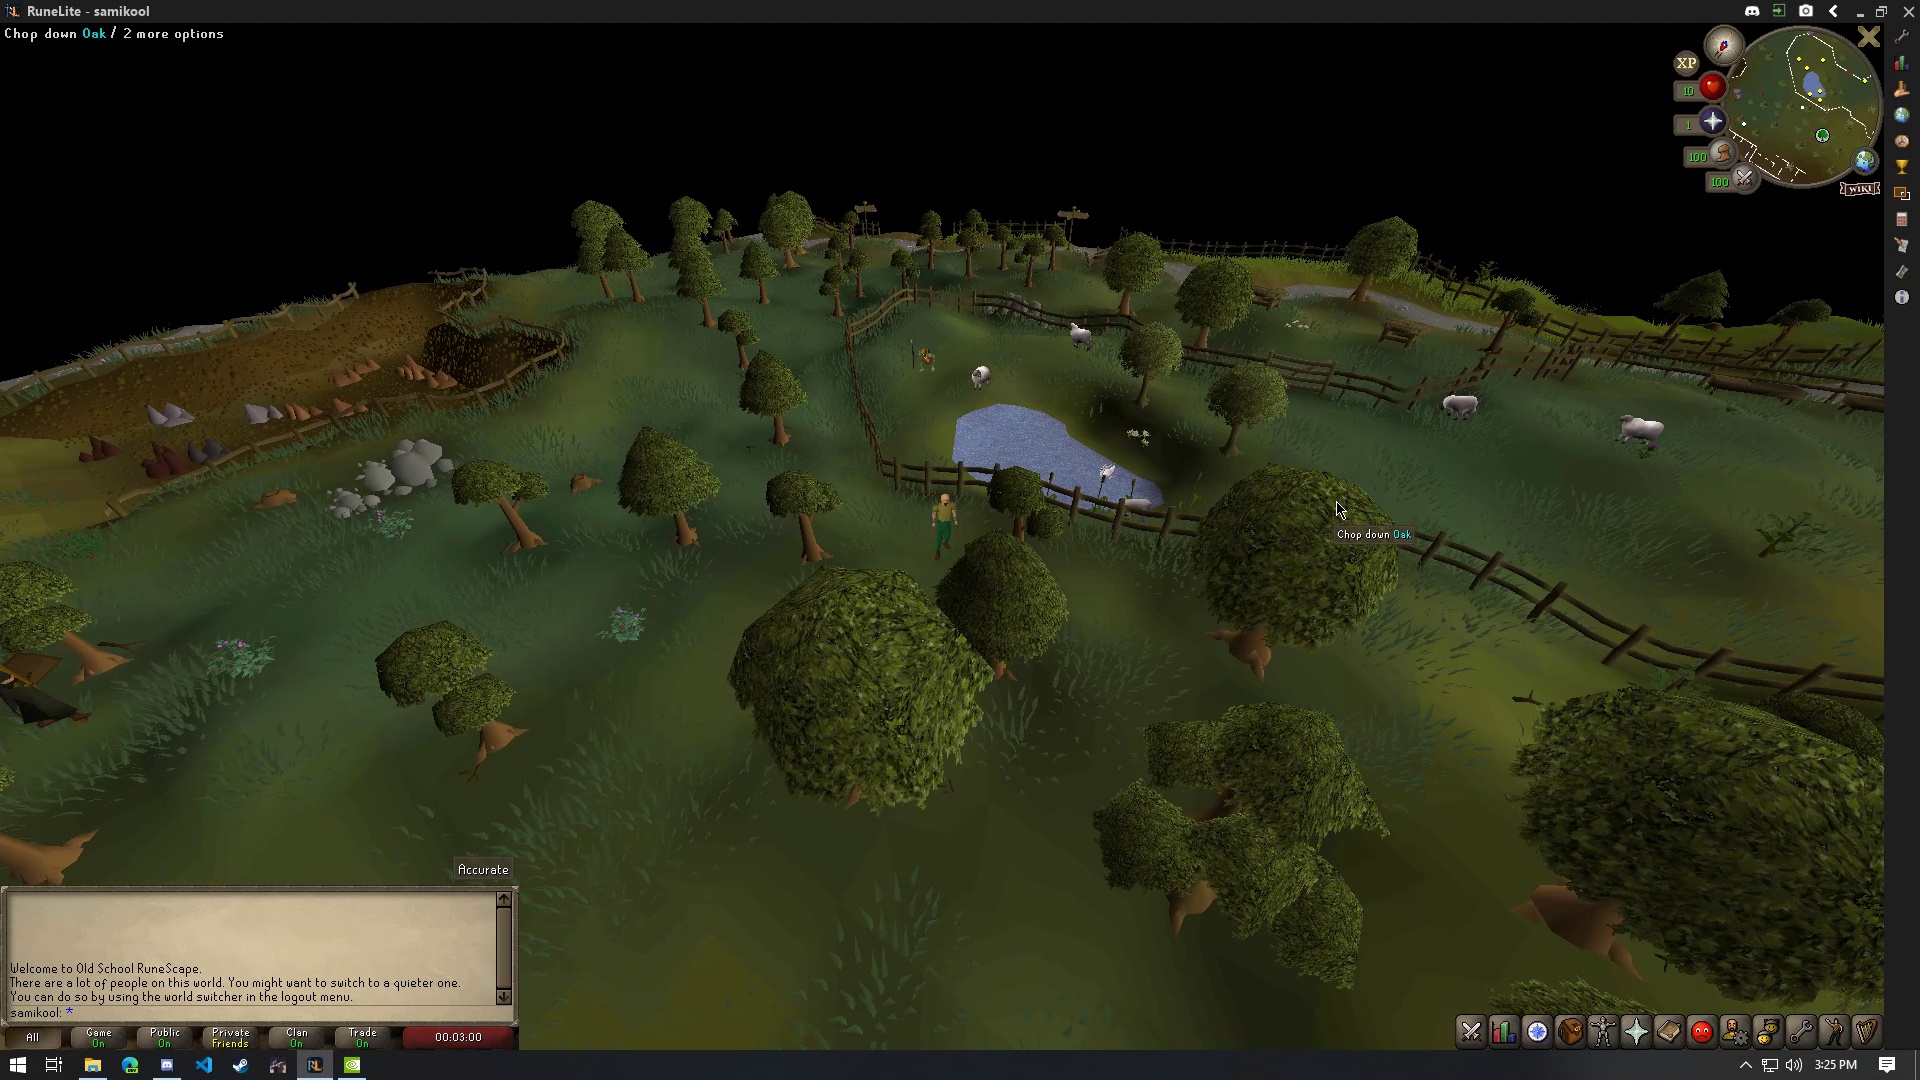 RuneLite - samikool
Chop down Oak / 2 more options
XP
10
1
100
100
WIKI
Chop down Oak
Accurate
Welcome to Old School RuneScape.
There are a lot of people on this world. You might want to switch to a quieter one.
You can do so by using the world switcher in the logout menu.
samikool: *
All
Game
On
Public
On
Private
Friends
Clan
On
Trade
On
00:03:00
3:25 PM